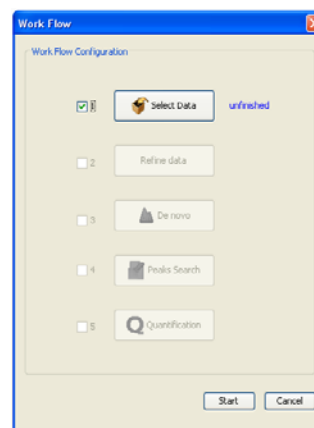 Work Flow
Work Flow Configuration
1 Select Data unfinished
2 Refine data
3 De novo
4 Peaks Search
5 Quantification
Start Cancel